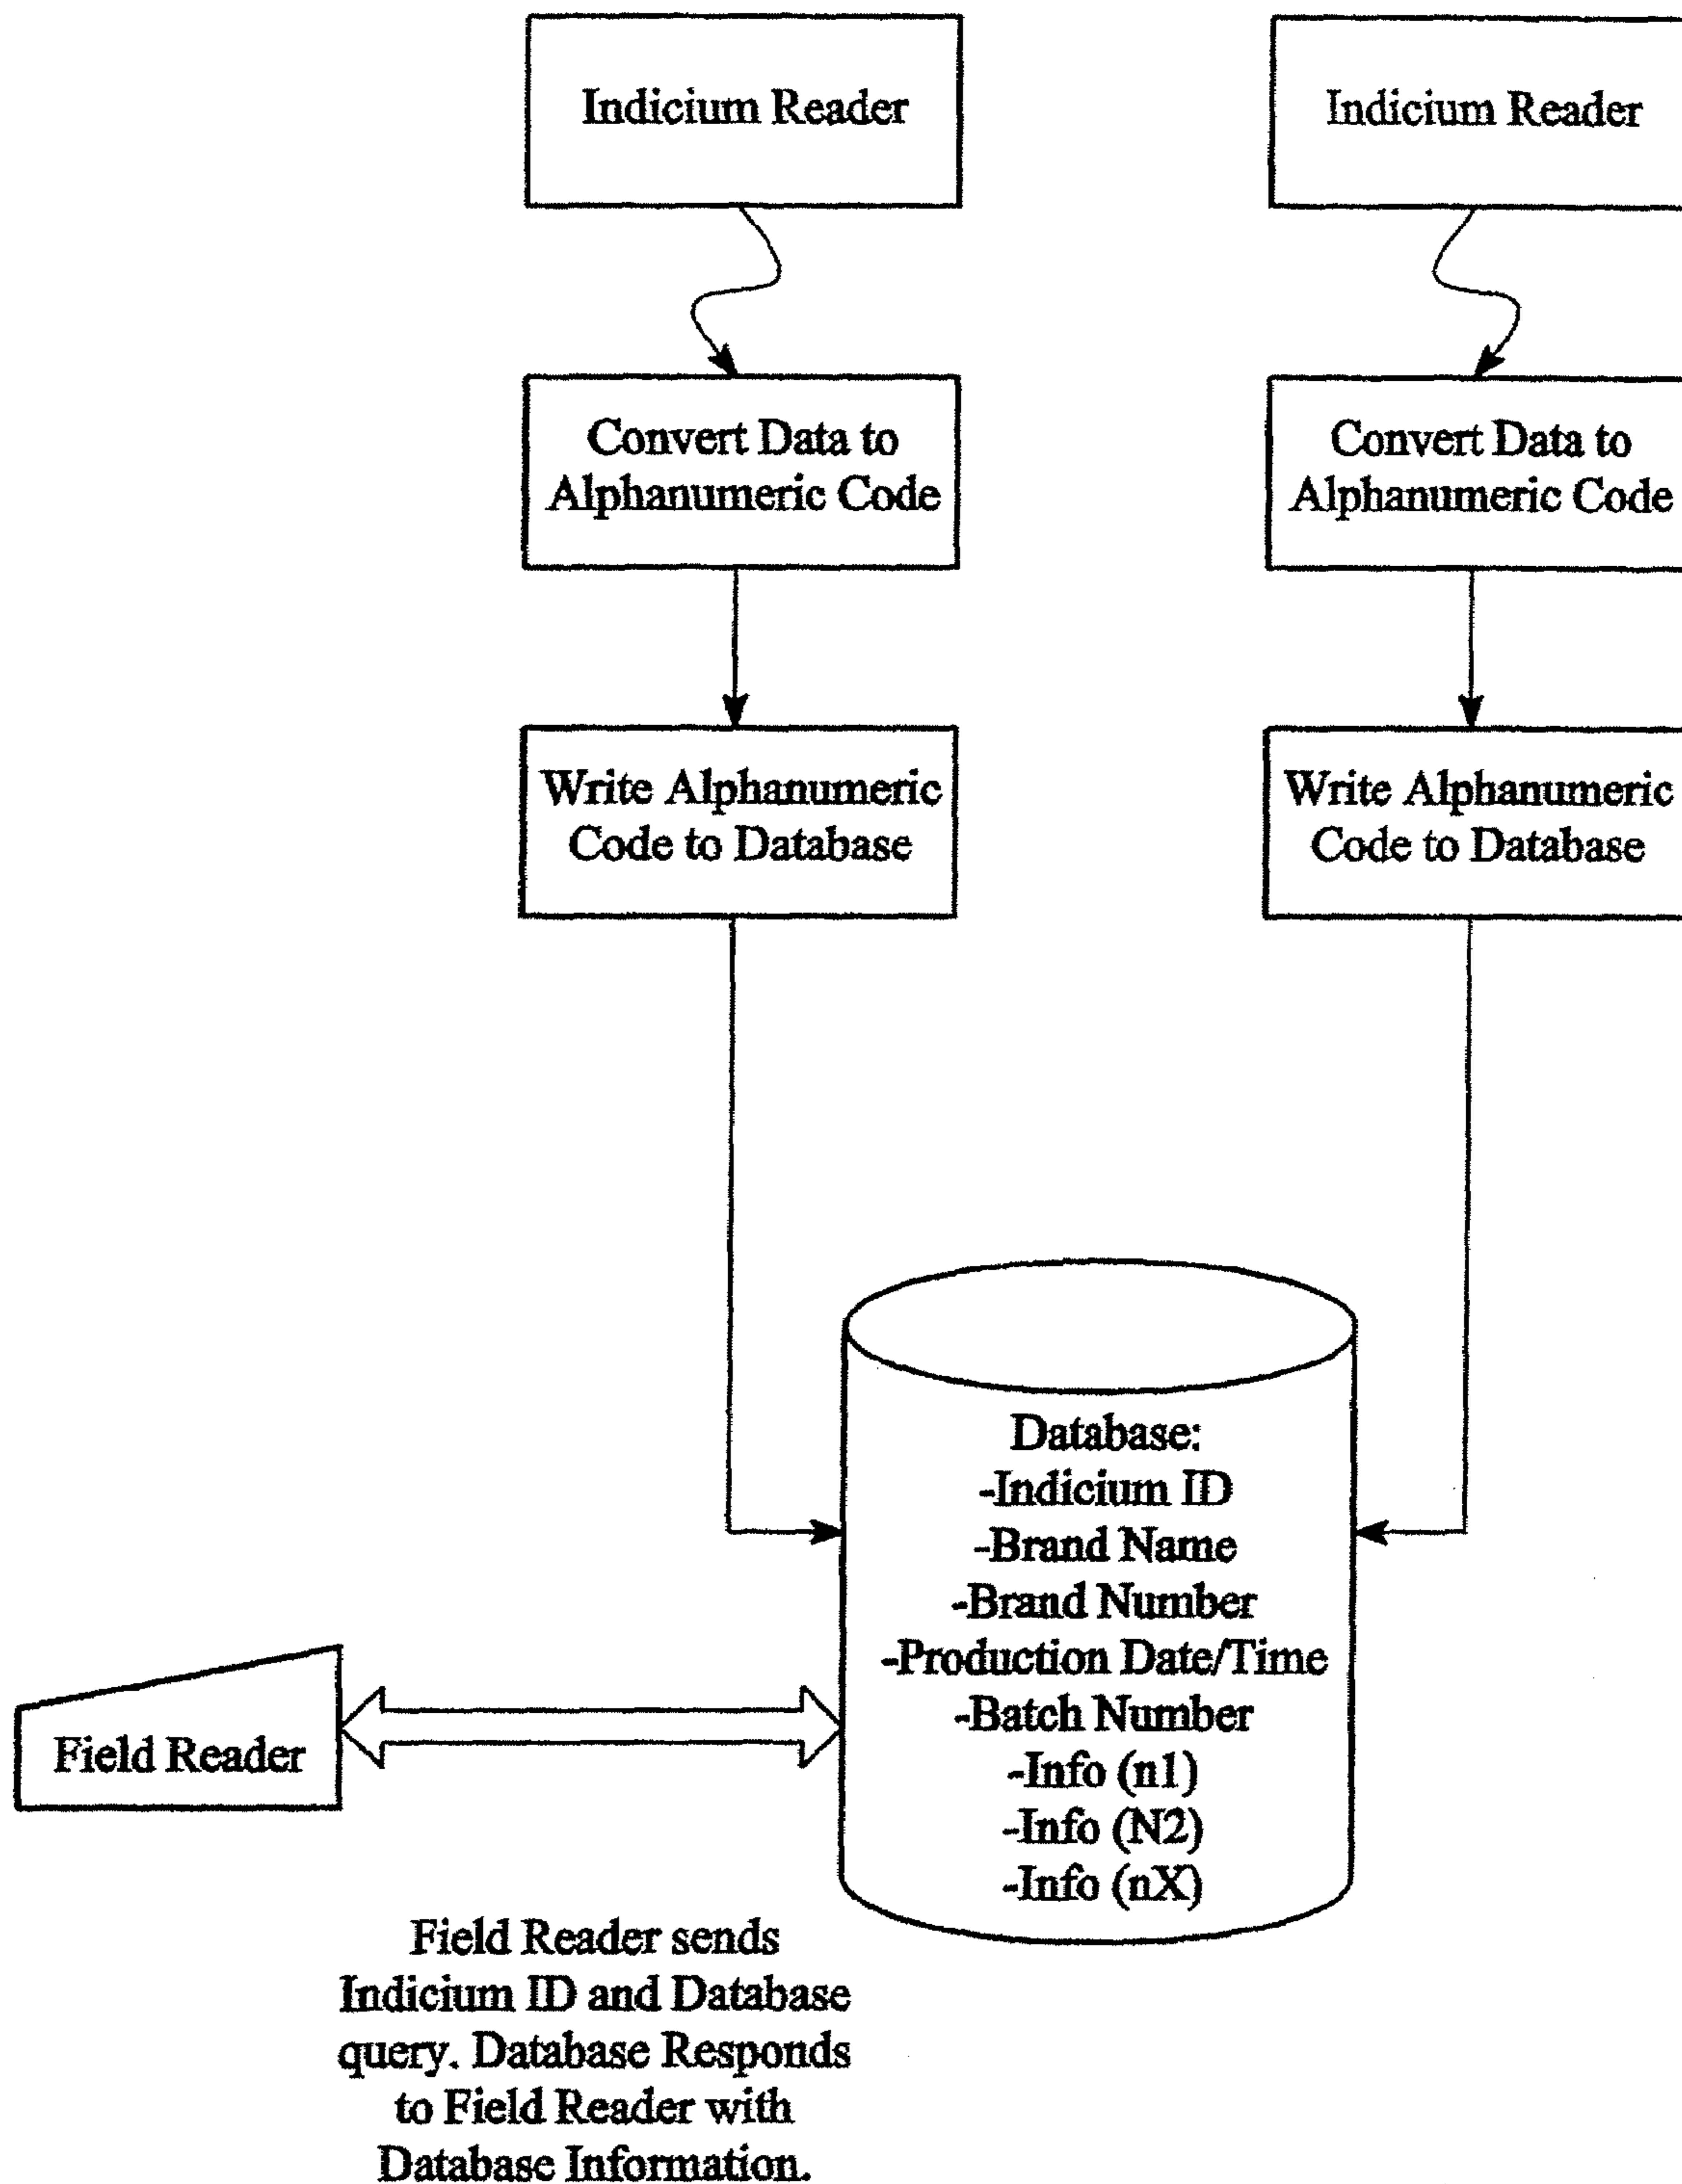 Indicium Reader
Indicium Reader
Convert Data to
Alphanumeric Code
Convert Data to
Alphanumeric Code
Write Alphanumeric
Code to Database
Write Alphanumeric
Code to Database
Database:
-Indicium ID
-Brand Name
-Brand Number
-Production Date/Time
-Batch Number
-Info (n1)
-Info (N2)
-Info (nX)
Field Reader
Field Reader sends
Indicium ID and Database
query. Database Responds
to Field Reader with
Database Information.